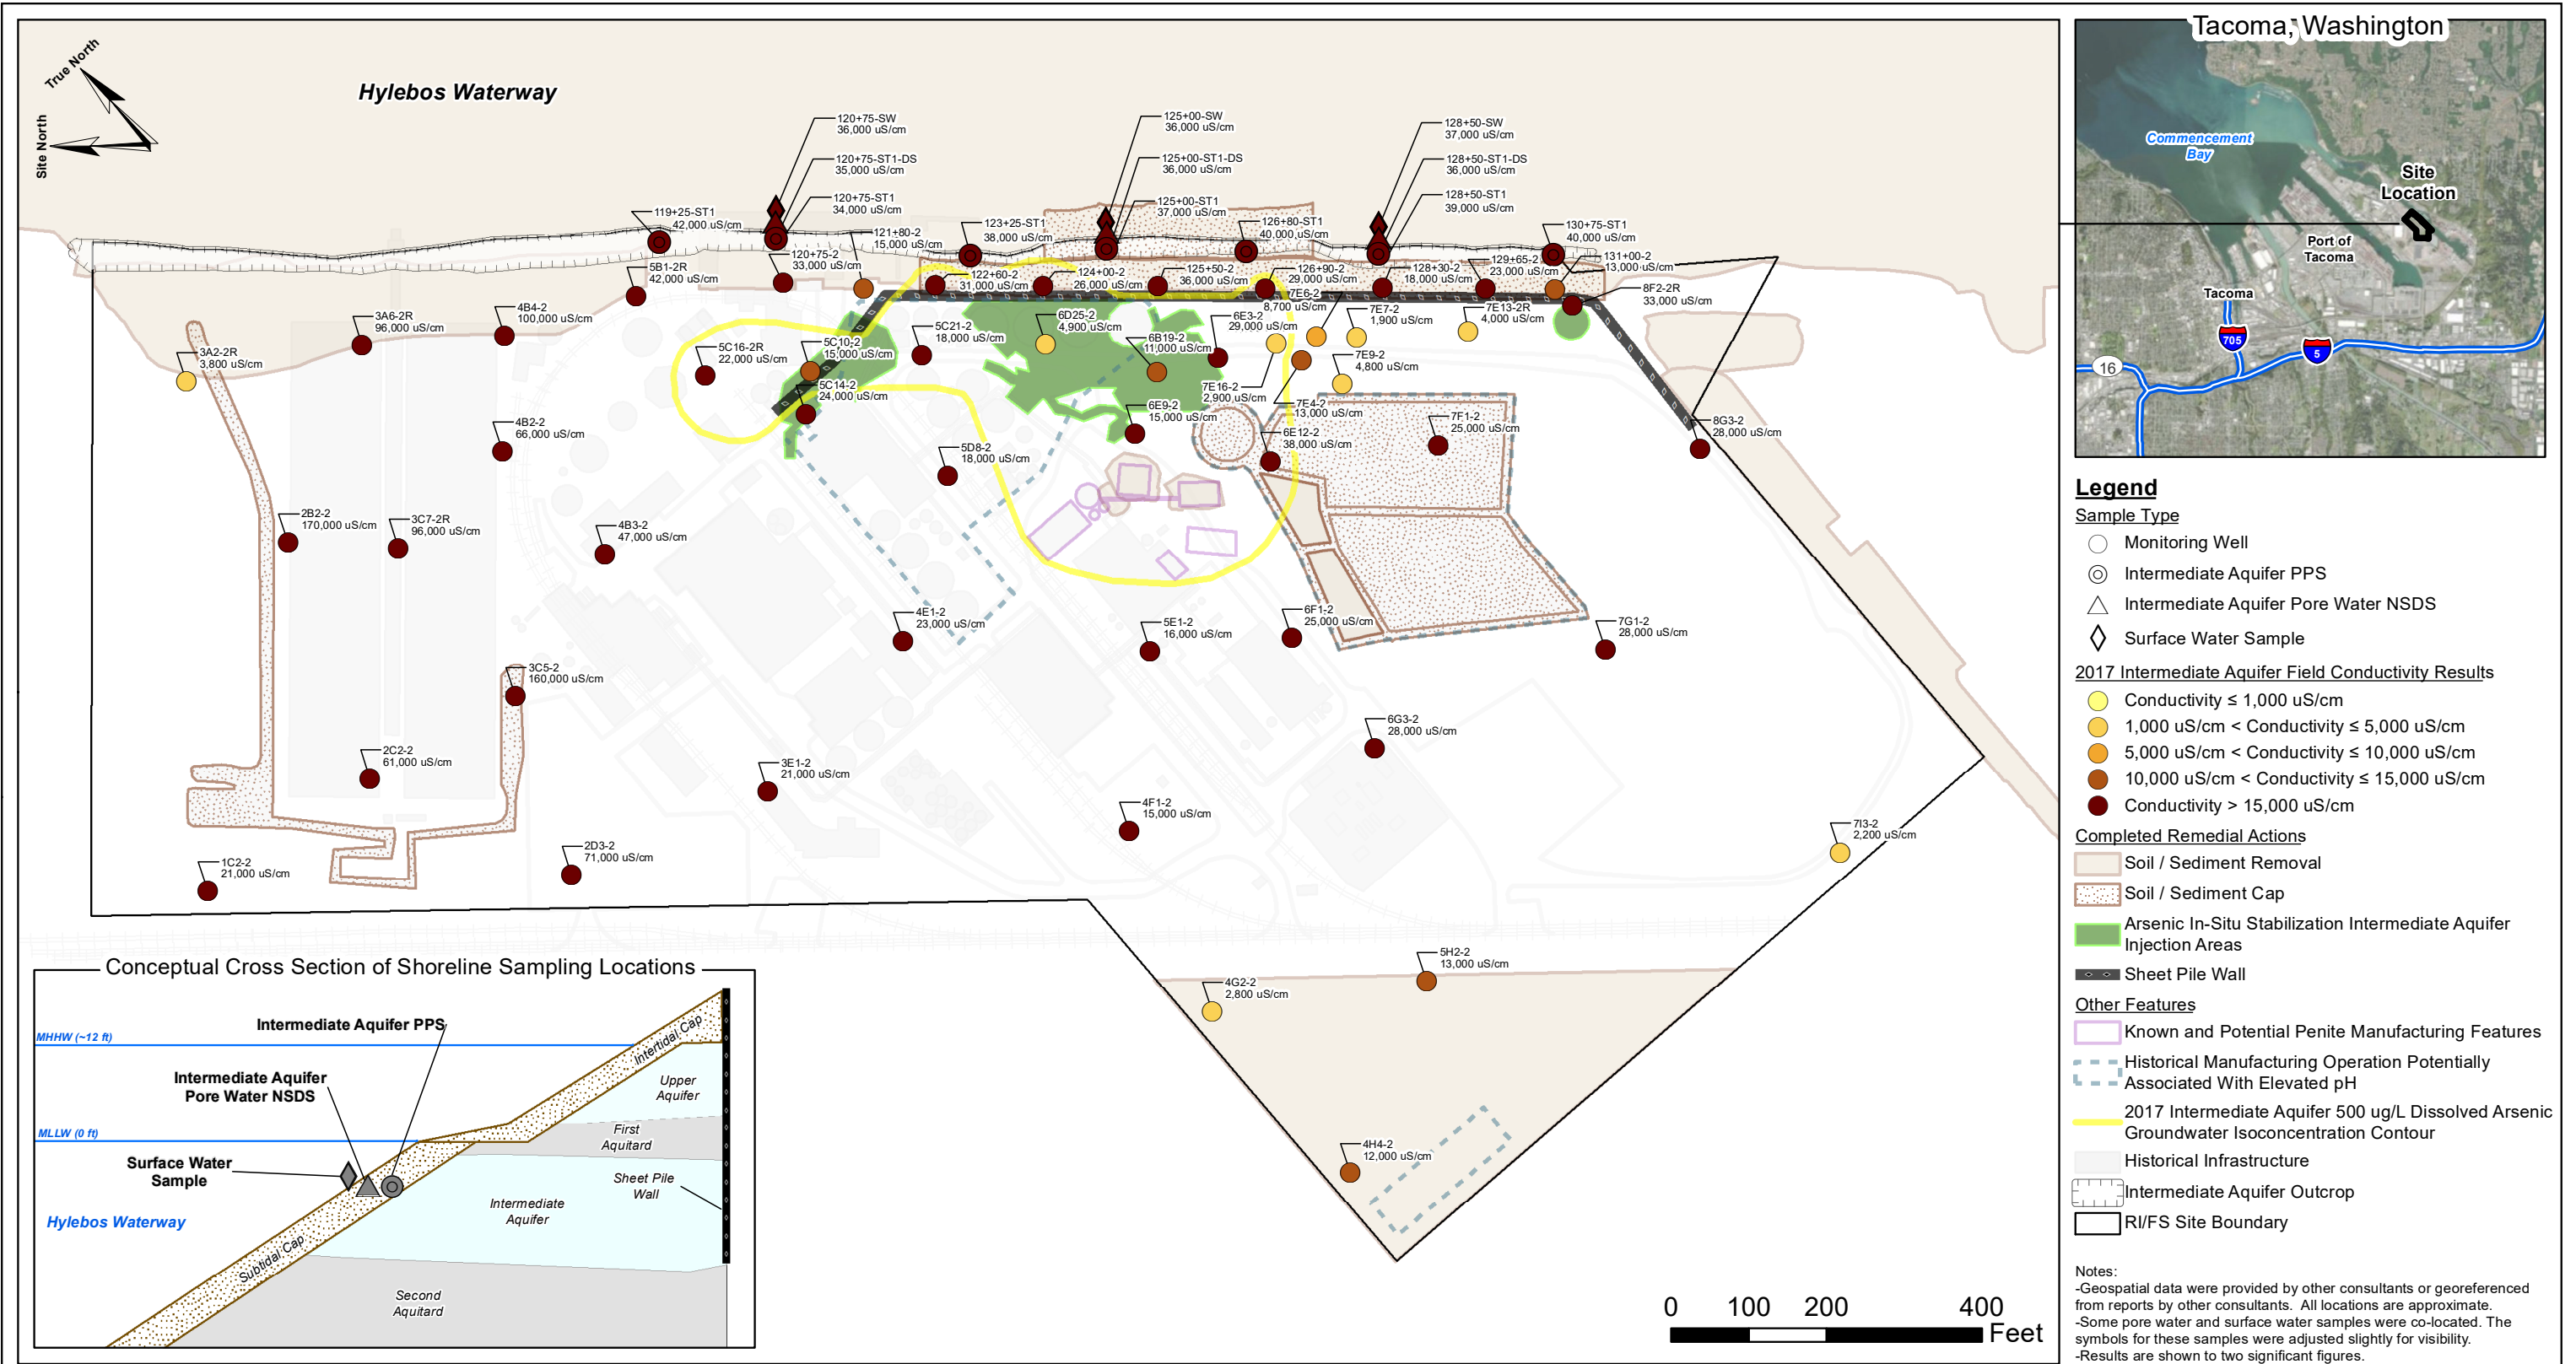 True North
Site North
Hylebos Waterway
120+75-SW
36,000 uS/cm
120+75-ST1-DS
35,000 uS/cm
120+75-ST1
34,000 uS/cm
125+00-SW
36,000 uS/cm
125+00-ST1-DS
36,000 uS/cm
125+00-ST1
37,000 uS/cm
128+50-SW
37,000 uS/cm
128+50-ST1-DS
36,000 uS/cm
128+50-ST1
39,000 uS/cm
119+25-ST1
42,000 uS/cm
121+80-2
15,000 uS/cm
123+25-ST1
38,000 uS/cm
126+80-ST1
40,000 uS/cm
130+75-ST1
40,000 uS/cm
5B1-2R
42,000 uS/cm
120+75-2
33,000 uS/cm
122+60-2
31,000 uS/cm
124+00-2
26,000 uS/cm
125+50-2
36,000 uS/cm
126+90-2
29,000 uS/cm
128+30-2
18,000 uS/cm
129+65-2
23,000 uS/cm
131+00-2
13,000 uS/cm
8F2-2R
33,000 uS/cm
3A2-2R
3,800 uS/cm
3A6-2R
96,000 uS/cm
4B4-2
100,000 uS/cm
5C16-2R
22,000 uS/cm
5C10-2
15,000 uS/cm
5C14-2
24,000 uS/cm
5C21-2
18,000 uS/cm
6D25-2
4,900 uS/cm
6B19-2
11,000 uS/cm
6E3-2
29,000 uS/cm
7E6-2
8,700 uS/cm
7E7-2
1,900 uS/cm
7E13-2R
4,000 uS/cm
7E9-2
4,800 uS/cm
7E16-2
2,900 uS/cm
7E4-2
13,000 uS/cm
6E9-2
15,000 uS/cm
6E12-2
38,000 uS/cm
7F1-2
25,000 uS/cm
8G3-2
28,000 uS/cm
4B2-2
66,000 uS/cm
5D8-2
18,000 uS/cm
2B2-2
170,000 uS/cm
3C7-2R
96,000 uS/cm
4B3-2
47,000 uS/cm
4E1-2
23,000 uS/cm
5E1-2
16,000 uS/cm
6F1-2
25,000 uS/cm
7G1-2
28,000 uS/cm
3C5-2
160,000 uS/cm
6G3-2
28,000 uS/cm
2C2-2
61,000 uS/cm
3E1-2
21,000 uS/cm
4F1-2
15,000 uS/cm
7I3-2
2,200 uS/cm
1C2-2
21,000 uS/cm
2D3-2
71,000 uS/cm
5H2-2
13,000 uS/cm
4G2-2
2,800 uS/cm
4H4-2
12,000 uS/cm
Conceptual Cross Section of Shoreline Sampling Locations
Intermediate Aquifer PPS
MHHW (~12 ft)
Intermediate Aquifer
Pore Water NSDS
MLLW (0 ft)
Surface Water
Sample
Hylebos Waterway
Intertidal Cap
Upper
Aquifer
First
Aquitard
Sheet Pile
Wall
Intermediate
Aquifer
Subtidal Cap
Second
Aquitard
0 100 200 400
Feet
Tacoma, Washington
Commencement
Bay
Site
Location
Port of
Tacoma
Tacoma
705
5
16
Legend
Sample Type
Monitoring Well
Intermediate Aquifer PPS
Intermediate Aquifer Pore Water NSDS
Surface Water Sample
2017 Intermediate Aquifer Field Conductivity Results
Conductivity ≤ 1,000 uS/cm
1,000 uS/cm < Conductivity ≤ 5,000 uS/cm
5,000 uS/cm < Conductivity ≤ 10,000 uS/cm
10,000 uS/cm < Conductivity ≤ 15,000 uS/cm
Conductivity > 15,000 uS/cm
Completed Remedial Actions
Soil / Sediment Removal
Soil / Sediment Cap
Arsenic In-Situ Stabilization Intermediate Aquifer
Injection Areas
Sheet Pile Wall
Other Features
Known and Potential Penite Manufacturing Features
Historical Manufacturing Operation Potentially
Associated With Elevated pH
2017 Intermediate Aquifer 500 ug/L Dissolved Arsenic
Groundwater Isoconcentration Contour
Historical Infrastructure
Intermediate Aquifer Outcrop
RI/FS Site Boundary
Notes:
-Geospatial data were provided by other consultants or georeferenced
from reports by other consultants. All locations are approximate.
-Some pore water and surface water samples were co-located. The
symbols for these samples were adjusted slightly for visibility.
-Results are shown to two significant figures.